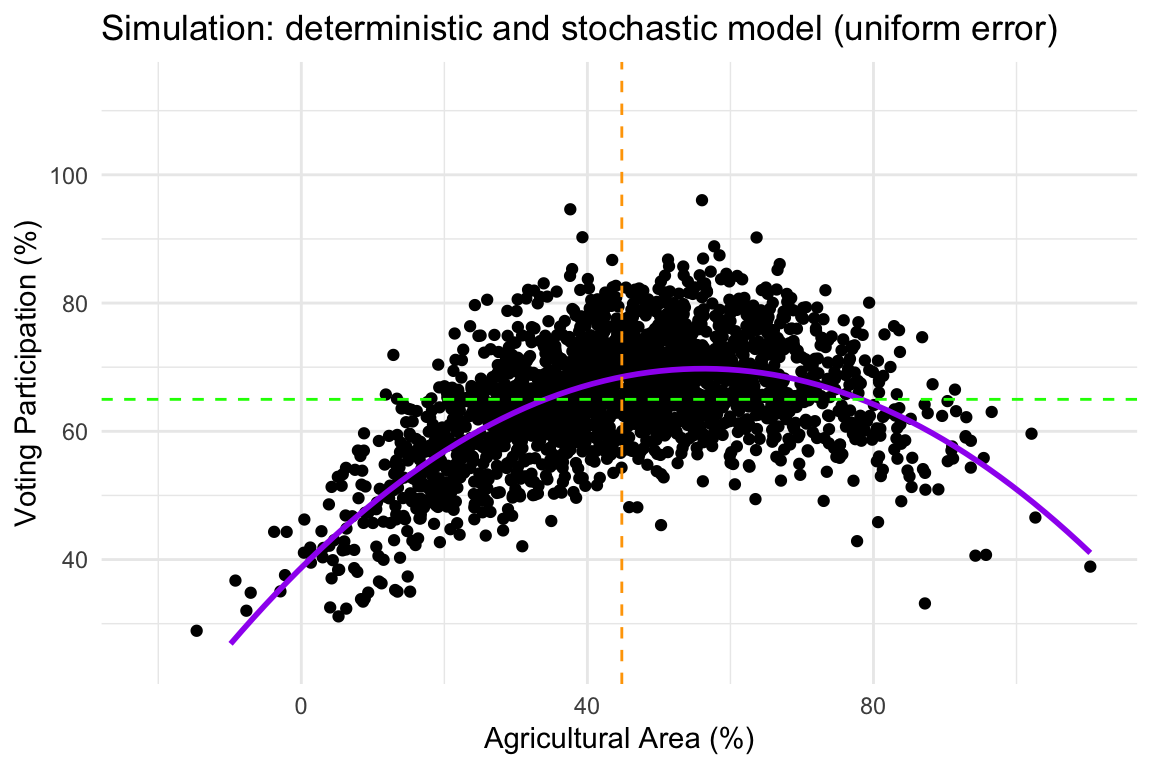 Simulation: deterministic and stochastic model (uniform error)
Voting Participation (%)
100
80
60
40
0
40
80
Agricultural Area (%)